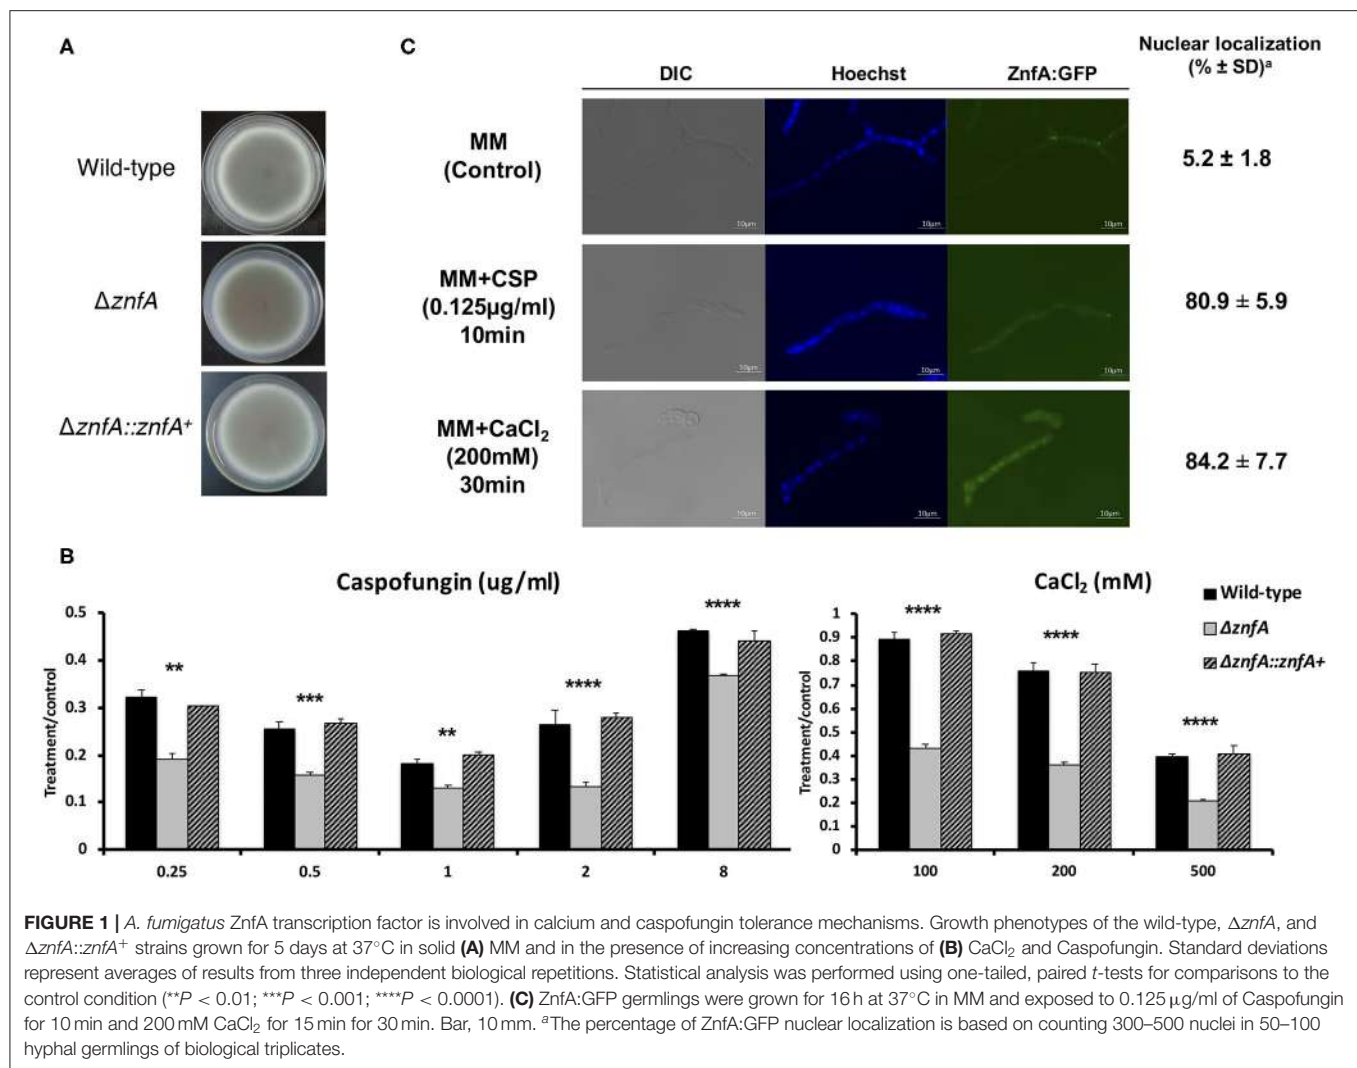 A
Wild-type
ΔznfA
ΔznfA::znfA⁺
C
DIC
Hoechst
ZnfA:GFP
Nuclear localization
(% ± SD)ᵃ
MM
(Control)
10μm
10μm
10μm
5.2 ± 1.8
MM+CSP
(0.125μg/ml)
10min
10μm
10μm
10μm
80.9 ± 5.9
MM+CaCl₂
(200mM)
30min
10μm
10μm
10μm
84.2 ± 7.7
B
Caspofungin (ug/ml)
Treatment/control
0.5
0.4
0.3
0.2
0.1
0
**
***
**
****
****
0.25
0.5
1
2
8
CaCl₂ (mM)
Treatment/control
1
0.9
0.8
0.7
0.6
0.5
0.4
0.3
0.2
0.1
0
****
****
****
100
200
500
Wild-type
ΔznfA
ΔznfA::znfA+
FIGURE 1 | A. fumigatus ZnfA transcription factor is involved in calcium and caspofungin tolerance mechanisms. Growth phenotypes of the wild-type, ΔznfA, and
ΔznfA::znfA⁺ strains grown for 5 days at 37°C in solid (A) MM and in the presence of increasing concentrations of (B) CaCl₂ and Caspofungin. Standard deviations
represent averages of results from three independent biological repetitions. Statistical analysis was performed using one-tailed, paired t-tests for comparisons to the
control condition (**P < 0.01; ***P < 0.001; ****P < 0.0001). (C) ZnfA:GFP germlings were grown for 16 h at 37°C in MM and exposed to 0.125 μg/ml of Caspofungin
for 10 min and 200 mM CaCl₂ for 15 min for 30 min. Bar, 10 mm. ᵃThe percentage of ZnfA:GFP nuclear localization is based on counting 300–500 nuclei in 50–100
hyphal germlings of biological triplicates.